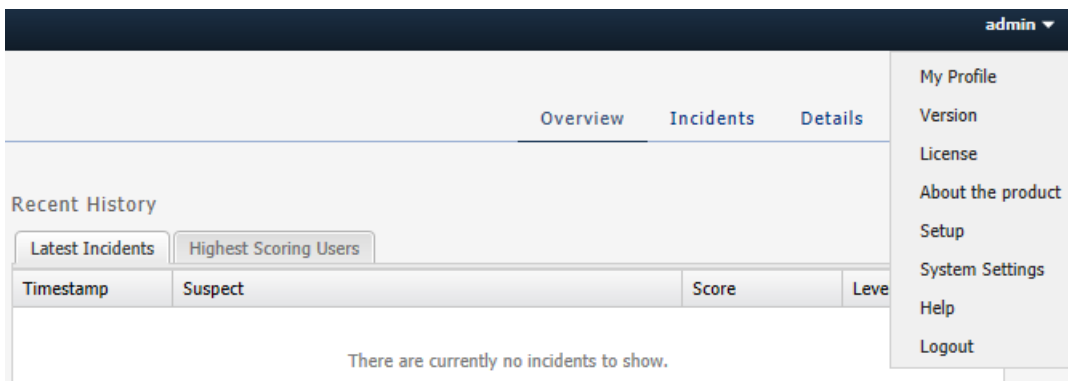 admin
My Profile
Version
License
About the product
Setup
System Settings
Help
Logout
Overview Incidents Details
Recent History
Latest Incidents Highest Scoring Users
Timestamp Suspect Score Leve
There are currently no incidents to show.